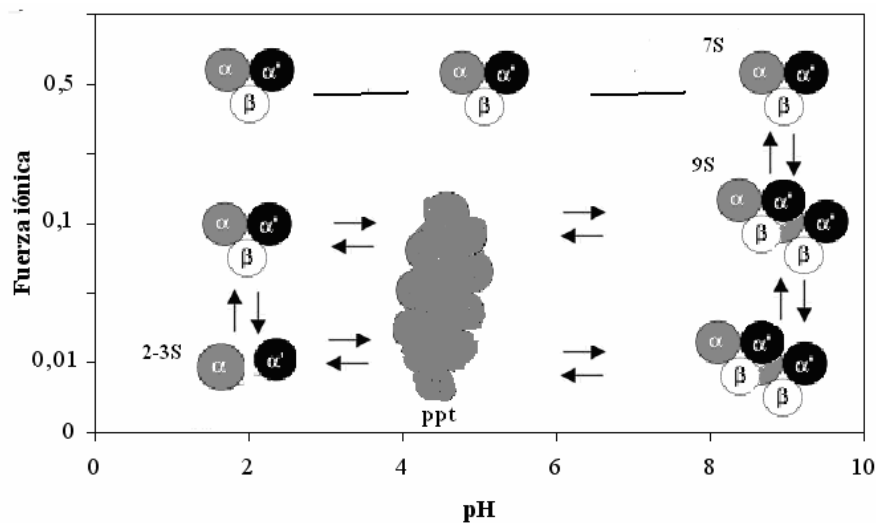 7S
α α' α α' α α'
0,5
β β β
9S
α α' α α'
0,1
α'
β β
β
α α'
2-3S
0,01
α α' α'
β
β
ppt
0
0 2 4 6 8 10
pH
Fuerza iónica